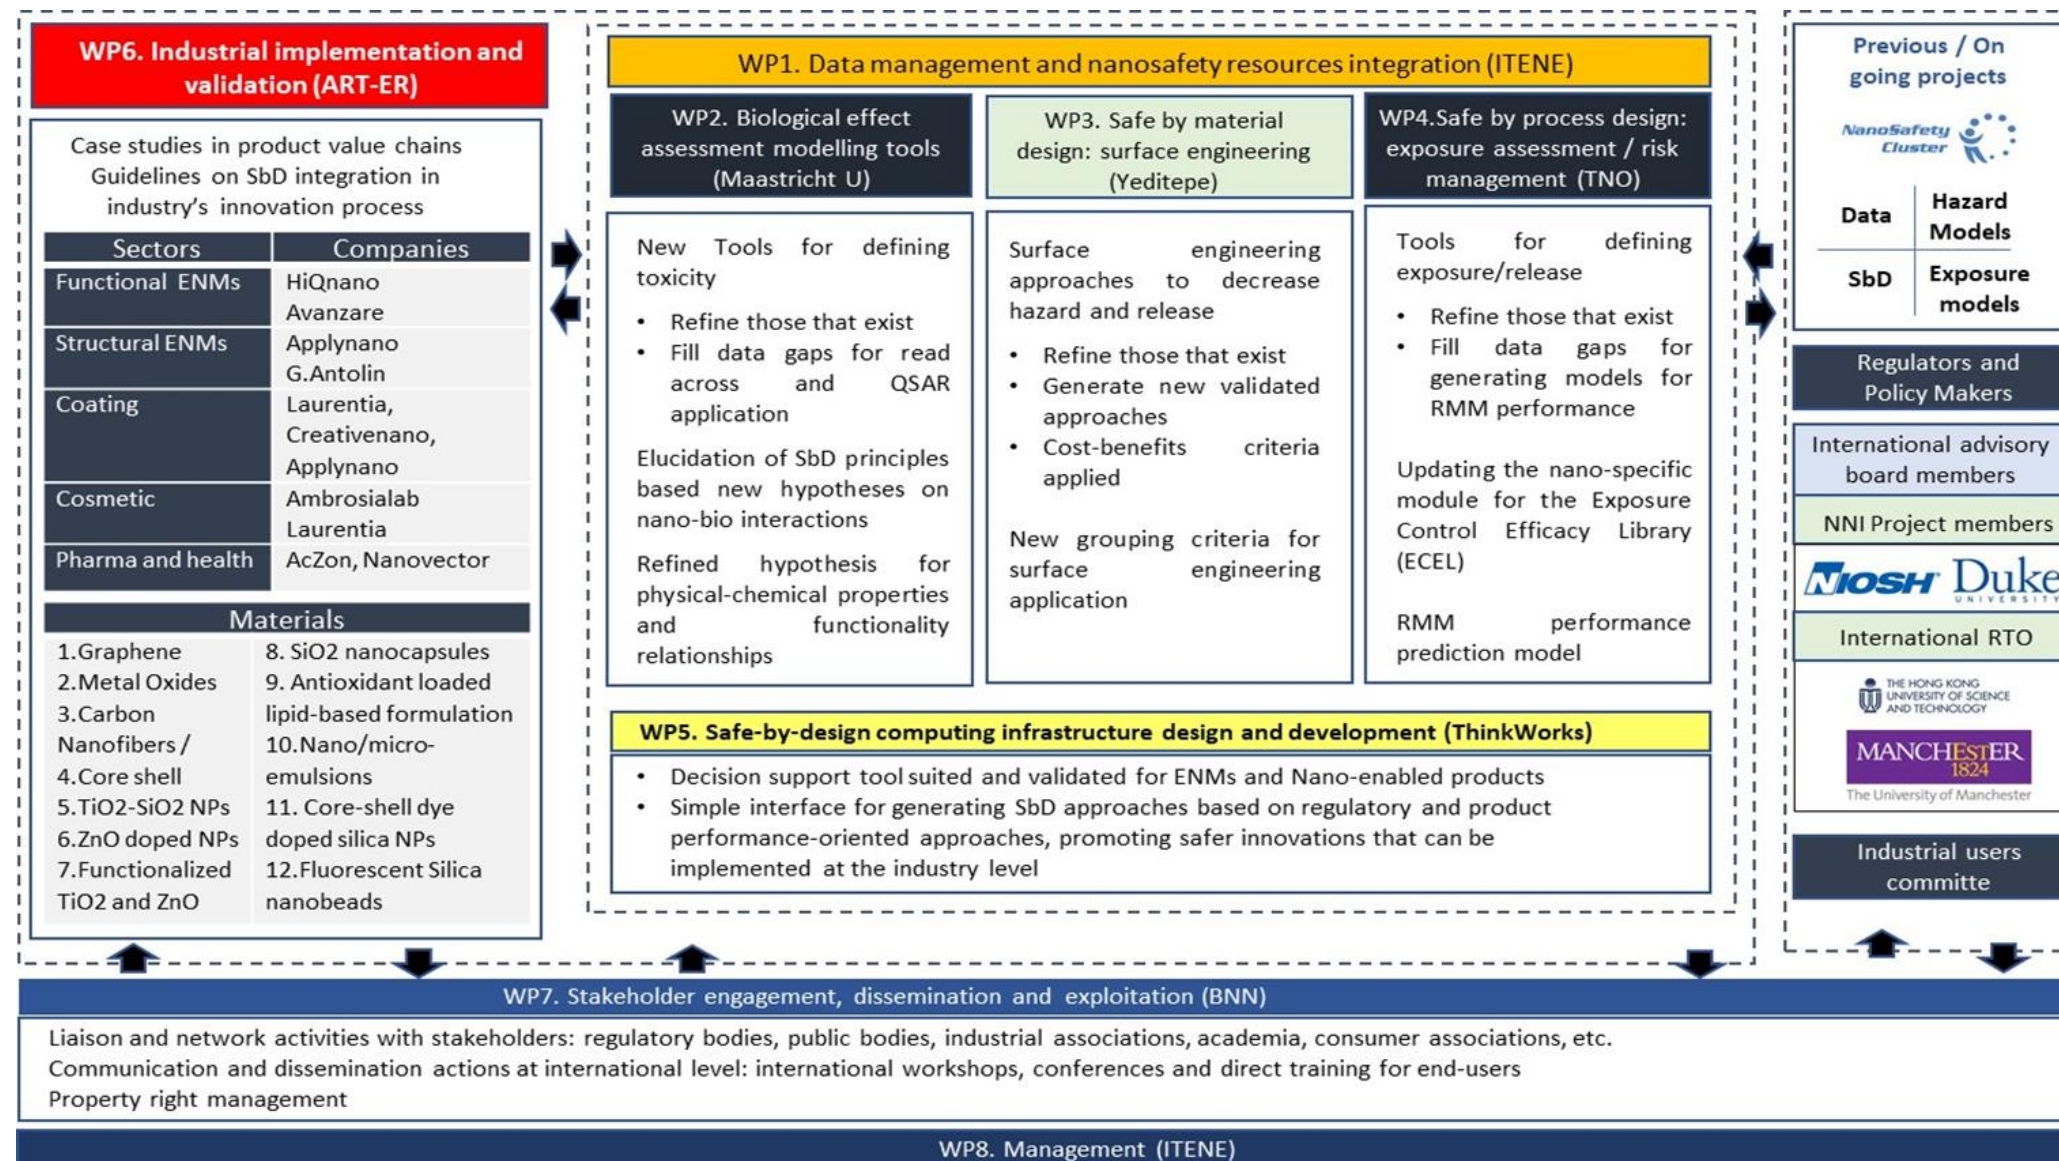 WP6. Industrial implementation and
validation (ART-ER)
Case studies in product value chains
Guidelines on SbD integration in
industry's innovation process
Sectors Companies
Functional ENMs HiQnano
Avanzare
Structural ENMs Applynano
G.Antolin
Coating Laurentia,
Creativenano,
Applynano
Cosmetic Ambrosialab
Laurentia
Pharma and health AcZon, Nanovector
Materials
1.Graphene
2.Metal Oxides
3.Carbon
Nanofibers /
4.Core shell
5.TiO2-SiO2 NPs
6.ZnO doped NPs
7.Functionalized
TiO2 and ZnO
8. SiO2 nanocapsules
9. Antioxidant loaded
lipid-based formulation
10.Nano/micro-
emulsions
11. Core-shell dye
doped silica NPs
12.Fluorescent Silica
nanobeads
WP1. Data management and nanosafety resources integration (ITENE)
WP2. Biological effect
assessment modelling tools
(Maastricht U)
New Tools for defining
toxicity
• Refine those that exist
• Fill data gaps for read
across and QSAR
application
Elucidation of SbD principles
based new hypotheses on
nano-bio interactions
Refined hypothesis for
physical-chemical properties
and functionality
relationships
WP3. Safe by material
design: surface engineering
(Yeditepe)
Surface engineering
approaches to decrease
hazard and release
• Refine those that exist
• Generate new validated
approaches
• Cost-benefits criteria
applied
New grouping criteria for
surface engineering
application
WP4.Safe by process design:
exposure assessment / risk
management (TNO)
Tools for defining
exposure/release
• Refine those that exist
• Fill data gaps for
generating models for
RMM performance
Updating the nano-specific
module for the Exposure
Control Efficacy Library
(ECEL)
RMM performance
prediction model
WP5. Safe-by-design computing infrastructure design and development (ThinkWorks)
• Decision support tool suited and validated for ENMs and Nano-enabled products
• Simple interface for generating SbD approaches based on regulatory and product
performance-oriented approaches, promoting safer innovations that can be
implemented at the industry level
Previous / On
going projects
NanoSafety
Cluster
Data Hazard
Models
SbD Exposure
models
Regulators and
Policy Makers
International advisory
board members
NNI Project members
NIOSH Duke
UNIVERSITY
International RTO
THE HONG KONG
UNIVERSITY OF SCIENCE
AND TECHNOLOGY
MANCHESTER
1824
The University of Manchester
Industrial users
committe
WP7. Stakeholder engagement, dissemination and exploitation (BNN)
Liaison and network activities with stakeholders: regulatory bodies, public bodies, industrial associations, academia, consumer associations, etc.
Communication and dissemination actions at international level: international workshops, conferences and direct training for end-users
Property right management
WP8. Management (ITENE)